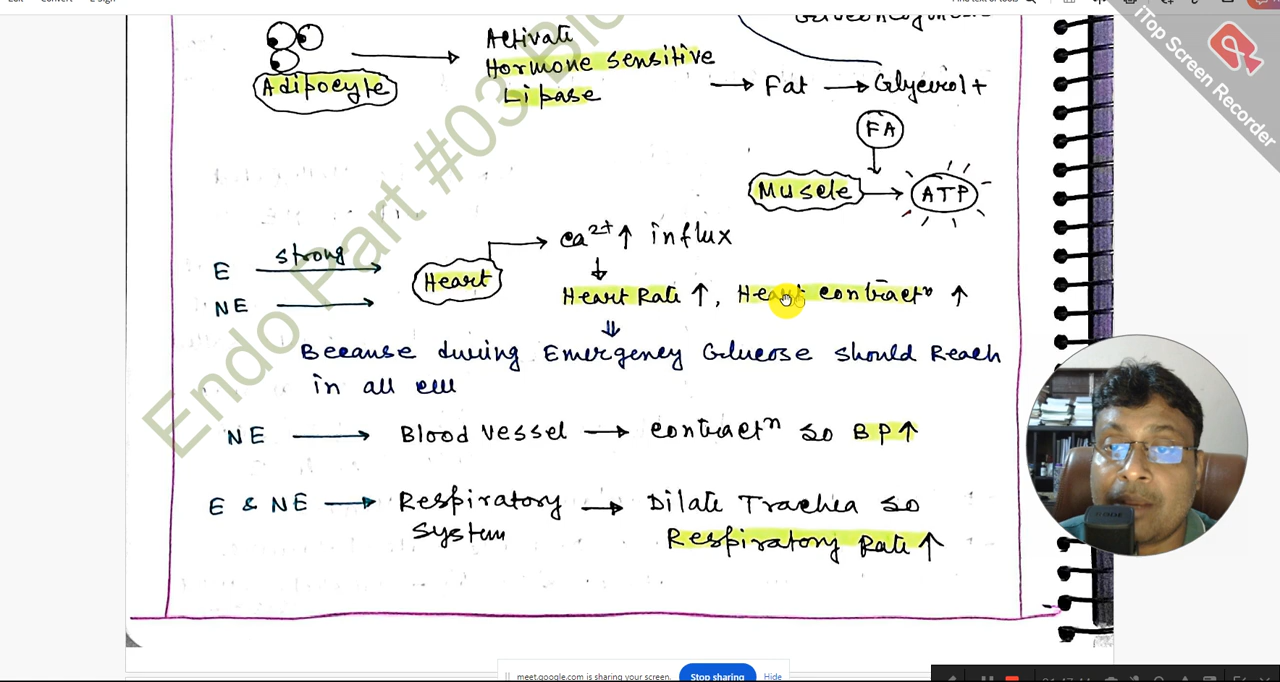 Convert
Activate
Hormone Sensitive
Lipase
Adipocyte
→ Fat → Glycerol +
FA
Muscle → ATP
E strong → Heart → Ca2+ ↑ influx
NE →
↓
Heart Rate ↑, Heart contractn ↑
⇓
Because during Emergency Glucose should Reach
in all cell
NE → Blood vessel → contractn so BP↑
E & NE → Respiratory → Dilate Trachea so
system Respiratory Rate ↑
Endo Part #03 Bio
iTop Screen Recorder
meet.google.com is sharing your screen. Stop sharing Hide